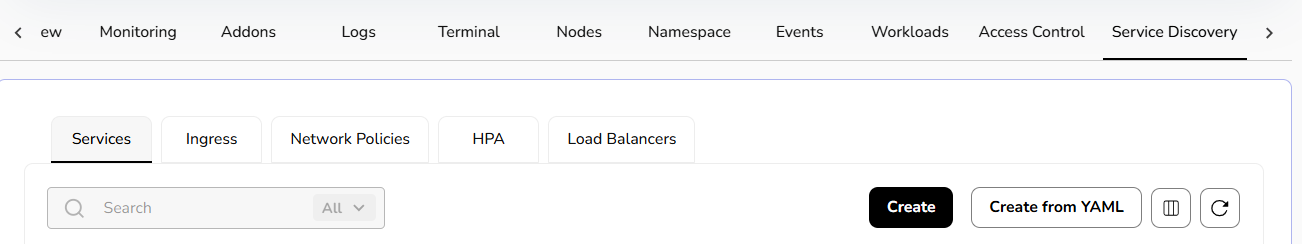 ew Monitoring Addons Logs Terminal Nodes Namespace Events Workloads Access Control Service Discovery
Services Ingress Network Policies HPA Load Balancers
Search All Create Create from YAML